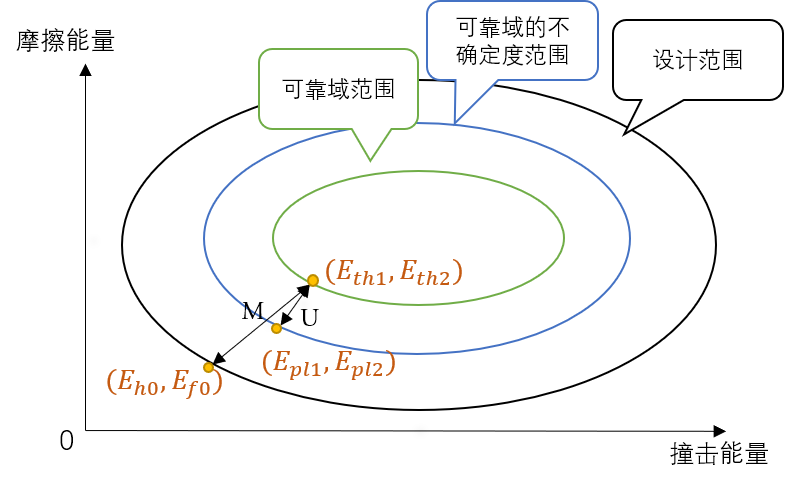 摩擦能量
可靠域范围
可靠域的不
确定度范围
设计范围
(E_{th1}, E_{th2})
M
U
(E_{pl1}, E_{pl2})
(E_{h0}, E_{f0})
0
撞击能量